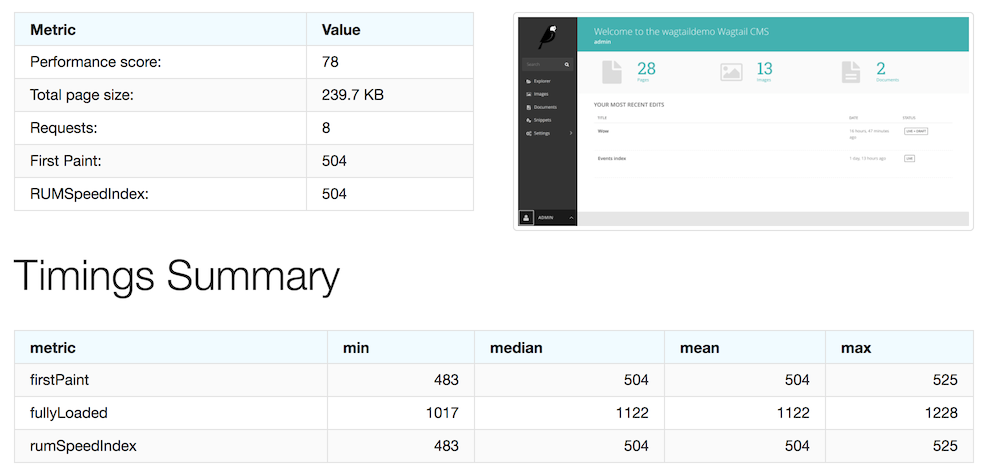 Metric Value
Performance score: 78
Total page size: 239.7 KB
Requests: 8
First Paint: 504
RUMSpeedIndex: 504
Welcome to the wagtaildemo Wagtail CMS
admin
Search
Explorer
Images
Documents
Snippets
Settings
ADMIN
28
Pages
13
Images
2
Documents
YOUR MOST RECENT EDITS
TITLE DATE STATUS
Wow 47 minutes ago LIVE + DRAFT
Events index 1 day, 13 hours ago LIVE
Timings Summary
metric min median mean max
firstPaint 483 504 504 525
fullyLoaded 1017 1122 1122 1228
rumSpeedIndex 483 504 504 525